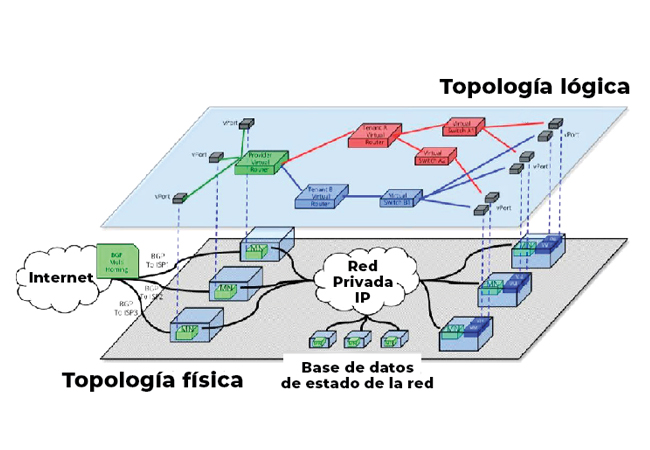 Topología lógica
vPort
Tenant A
Virtual
Router
Virtual
Switch A1
vPort
Provider
Virtual
Router
Virtual
Switch A2
vPort
vPort
Tenant B
Virtual
Router
Virtual
Switch B1
vPort
vPort
Internet
BGP
Multi
Homing
BGP
To ISP1
BGP
To ISP2
BGP
To ISP3
MN
MN
MN
Red
Privada
IP
MN
MN
MN
Topología física
Base de datos
de estado de la red